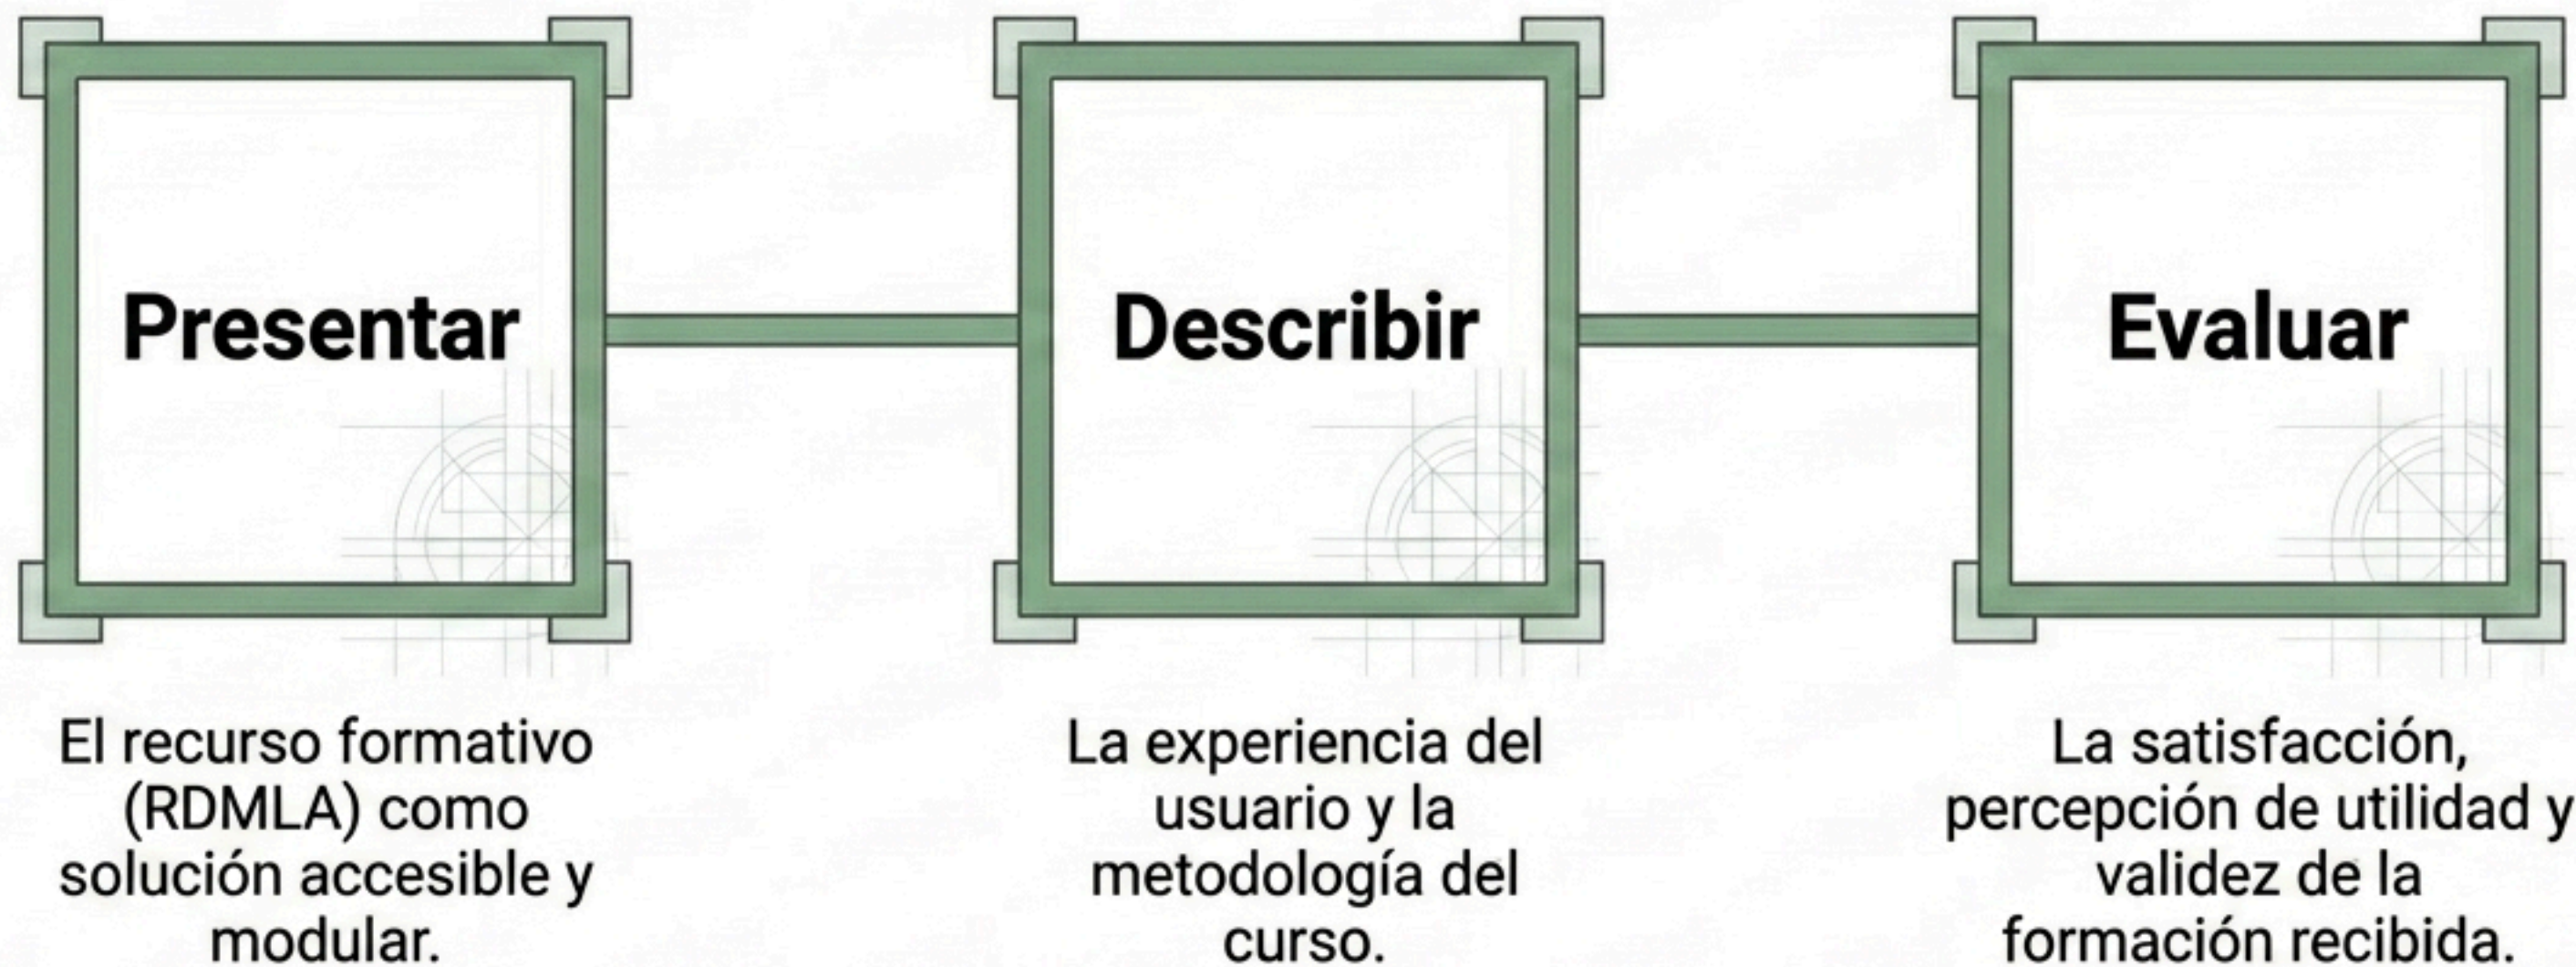 Presentar
El recurso formativo
(RDMLA) como
solución accesible y
modular.
Describir
La experiencia del
usuario y la
metodología del
curso.
Evaluar
La satisfacción,
percepción de utilidad y
validez de la
formación recibida.